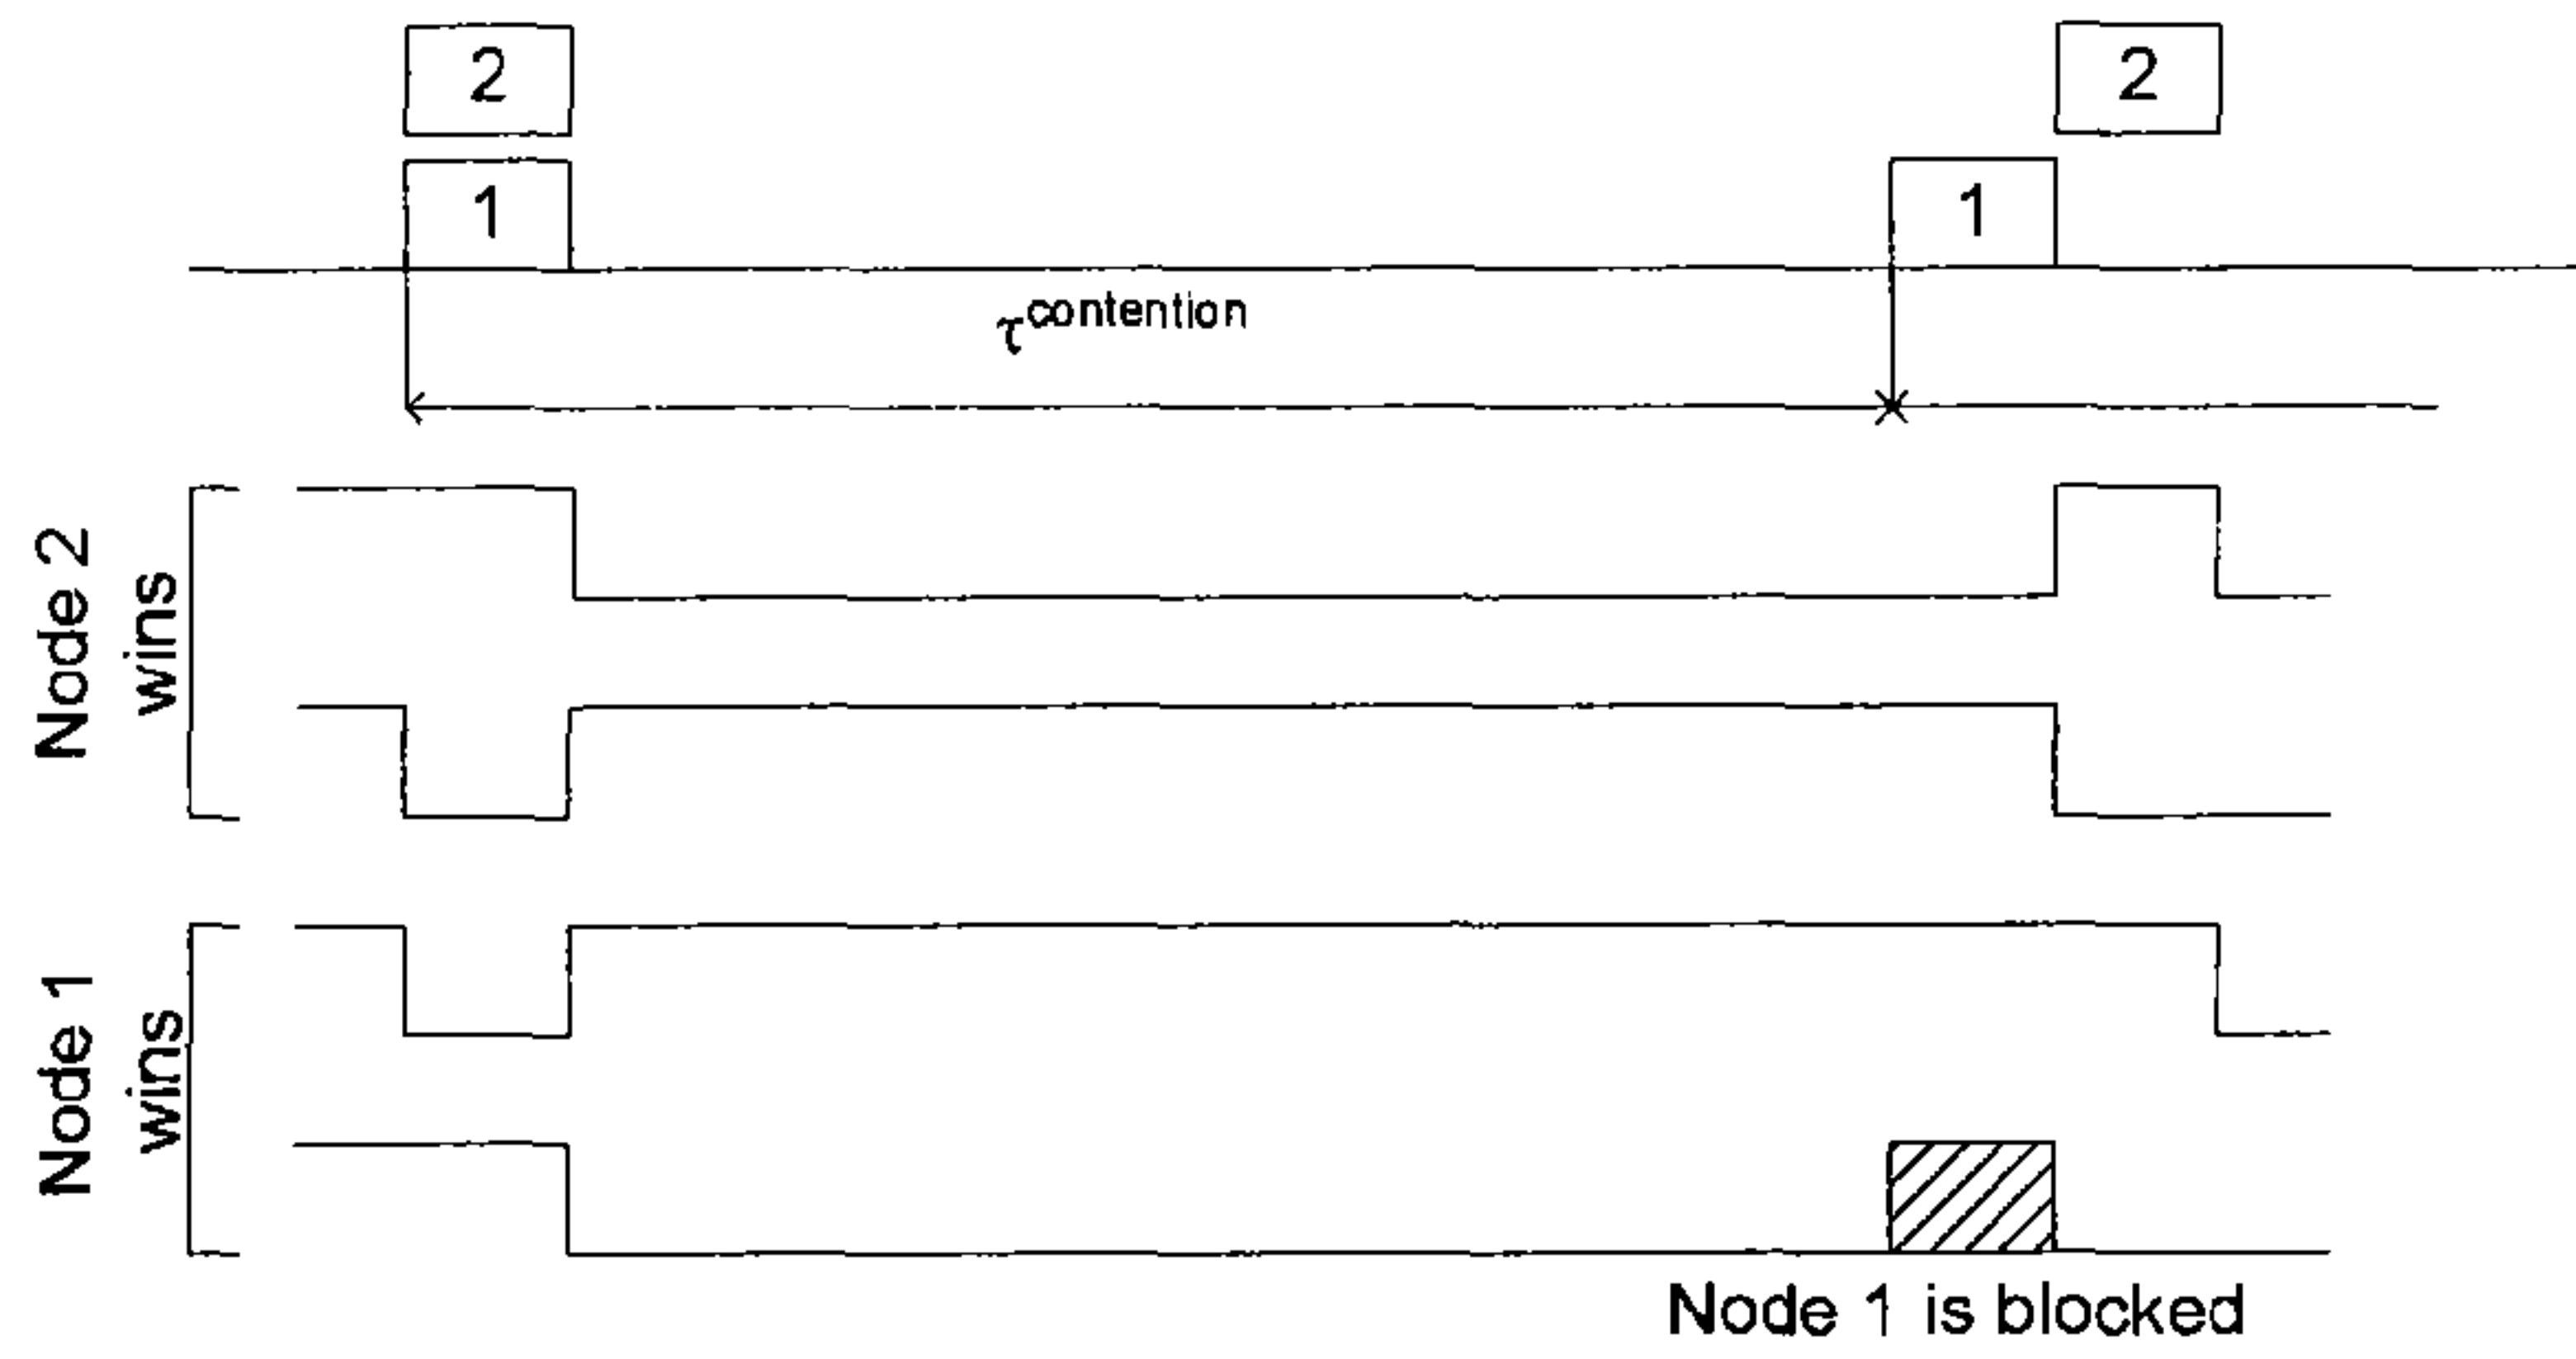 2
2
1
1
τcontention
Node 2
wins
Node 1
wins
Node 1 is blocked